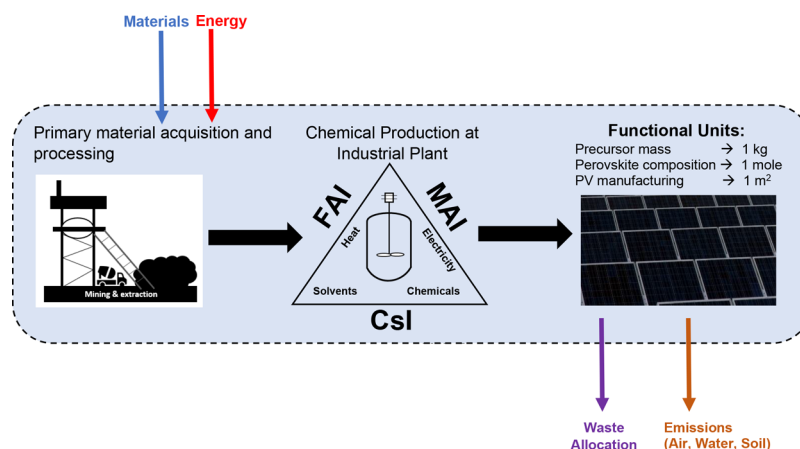 Materials Energy
Primary material acquisition and
processing
Mining & extraction
Chemical Production at
Industrial Plant
FAI
MAI
Heat
Electricity
Solvents
Chemicals
CsI
Functional Units:
Precursor mass → 1 kg
Perovskite composition → 1 mole
PV manufacturing → 1 m²
Waste
Allocation
Emissions
(Air, Water, Soil)